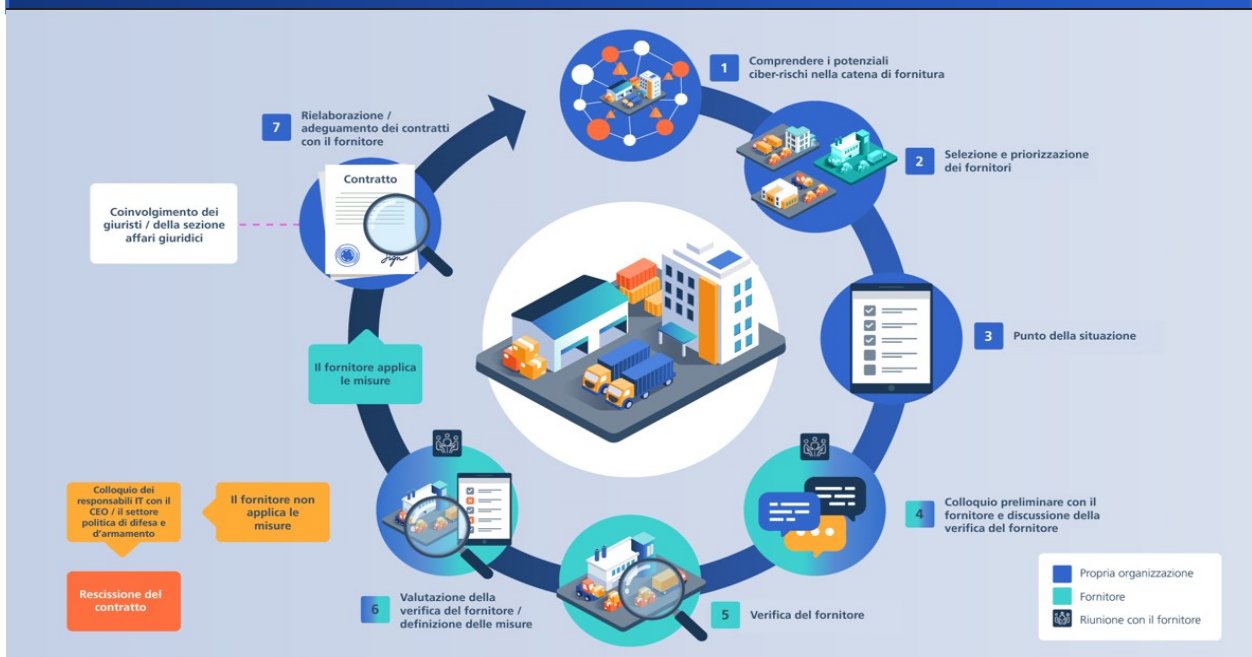 1
Comprendere i potenziali
ciber-rischi nella catena di fornitura
2
Selezione e priorizzazione
dei fornitori
3
Punto della situazione
4
Colloquio preliminare con il
fornitore e discussione della
verifica del fornitore
5
Verifica del fornitore
6
Valutazione della
verifica del fornitore /
definizione delle misure
Il fornitore applica
le misure
Il fornitore non
applica le
misure
Colloquio dei
responsabili IT con il
CEO / il settore
politica di difesa e
d'armamento
Rescissione del
contratto
7
Rielaborazione /
adeguamento dei contratti
con il fornitore
Contratto
sign
Coinvolgimento dei
giuristi / della sezione
affari giuridici
Propria organizzazione
Fornitore
Riunione con il fornitore